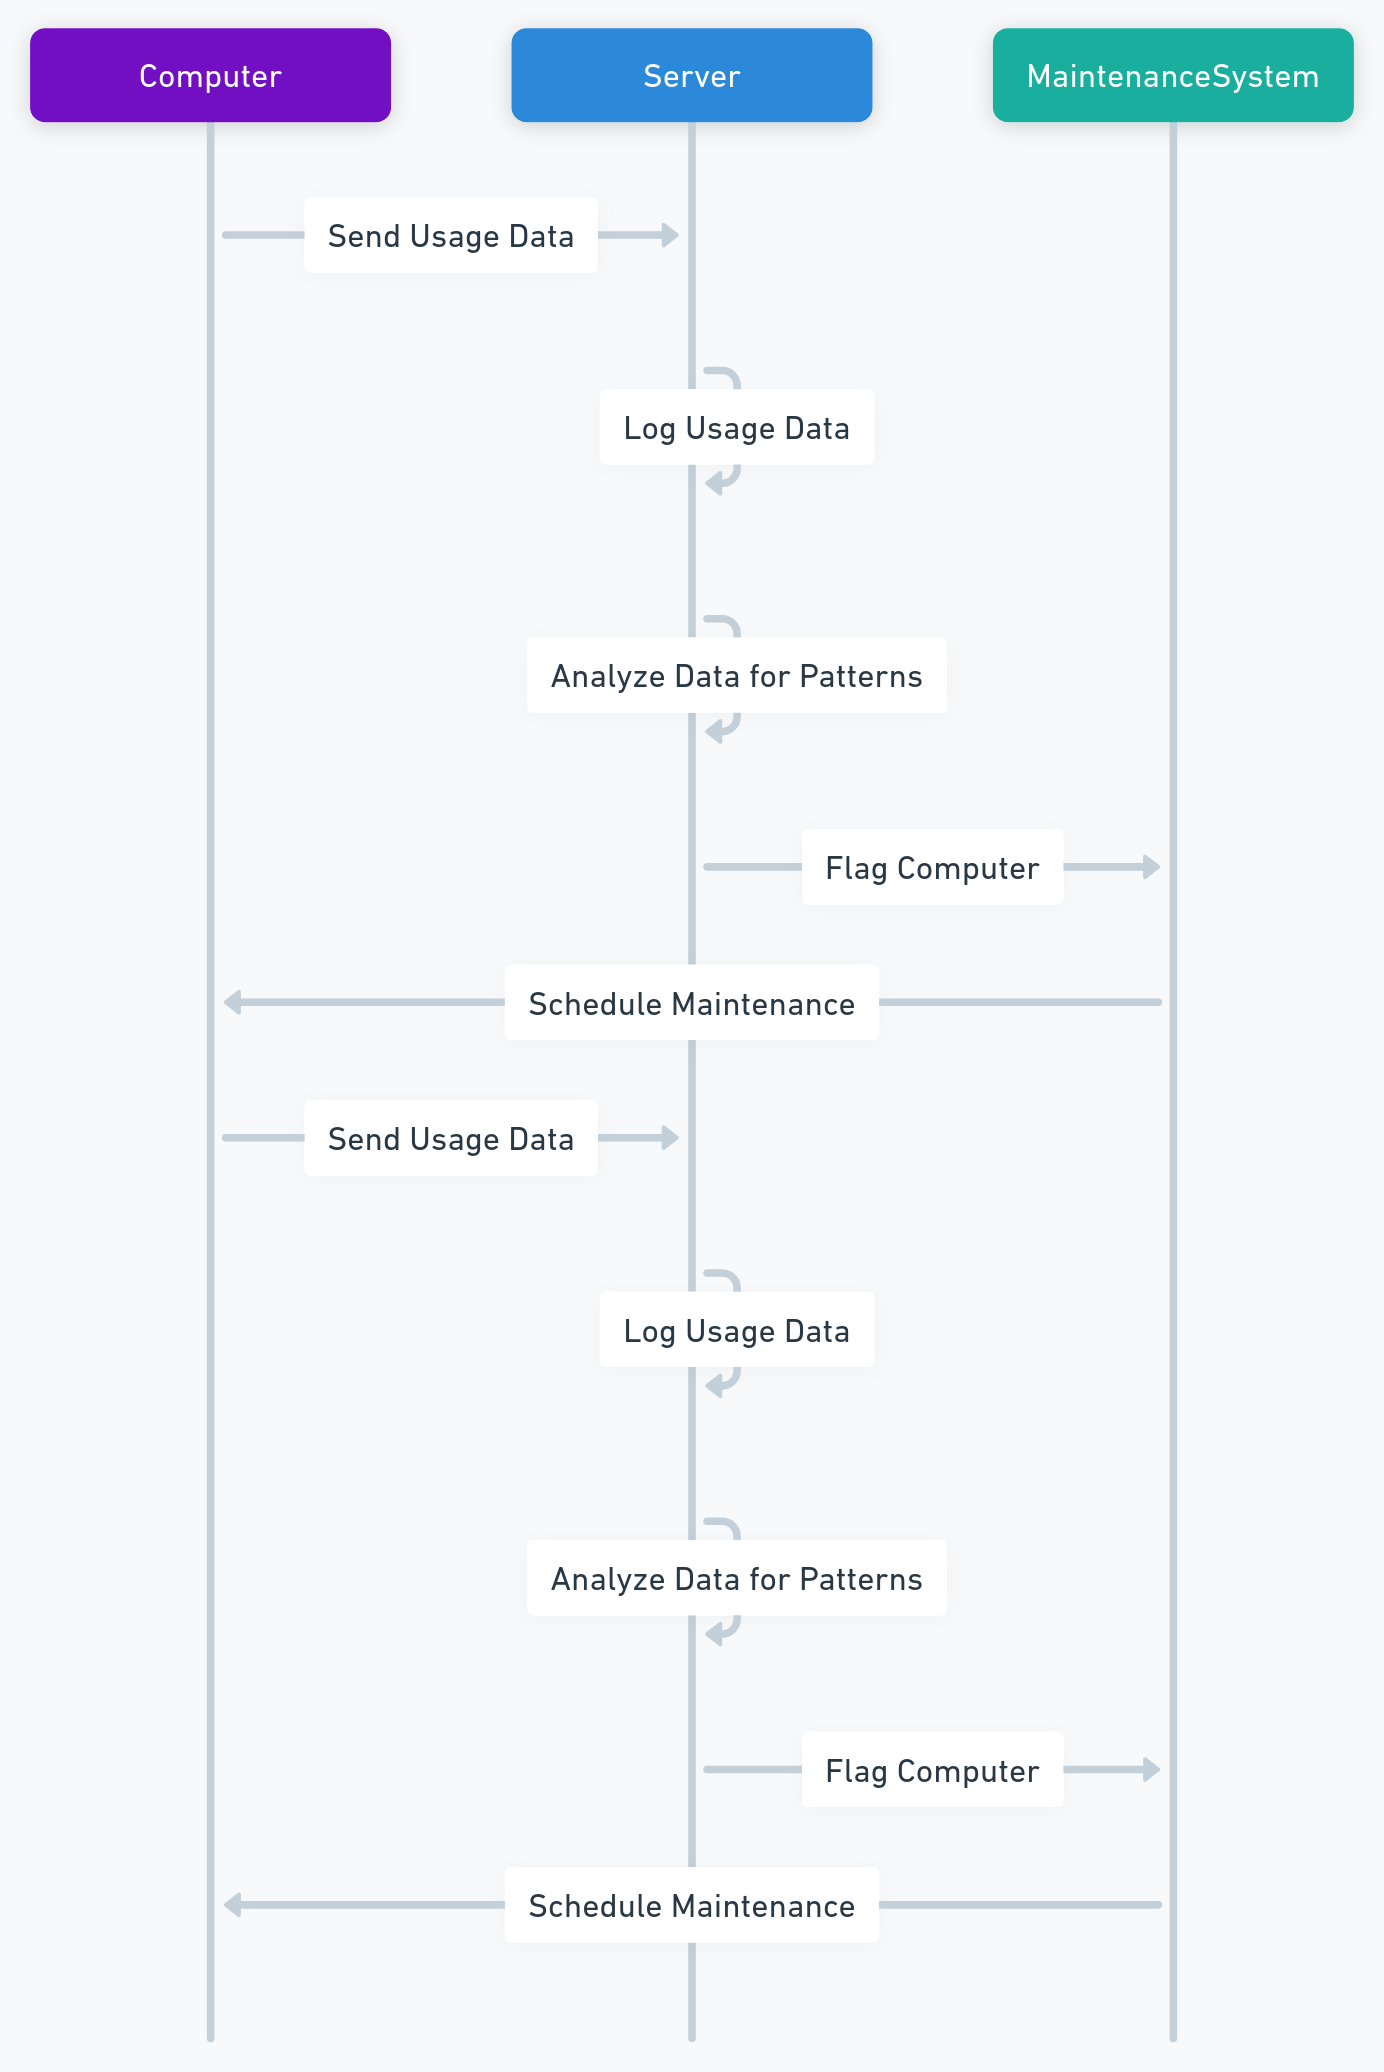 Computer
Server
MaintenanceSystem
Send Usage Data
Log Usage Data
Analyze Data for Patterns
Flag Computer
Schedule Maintenance
Send Usage Data
Log Usage Data
Analyze Data for Patterns
Flag Computer
Schedule Maintenance